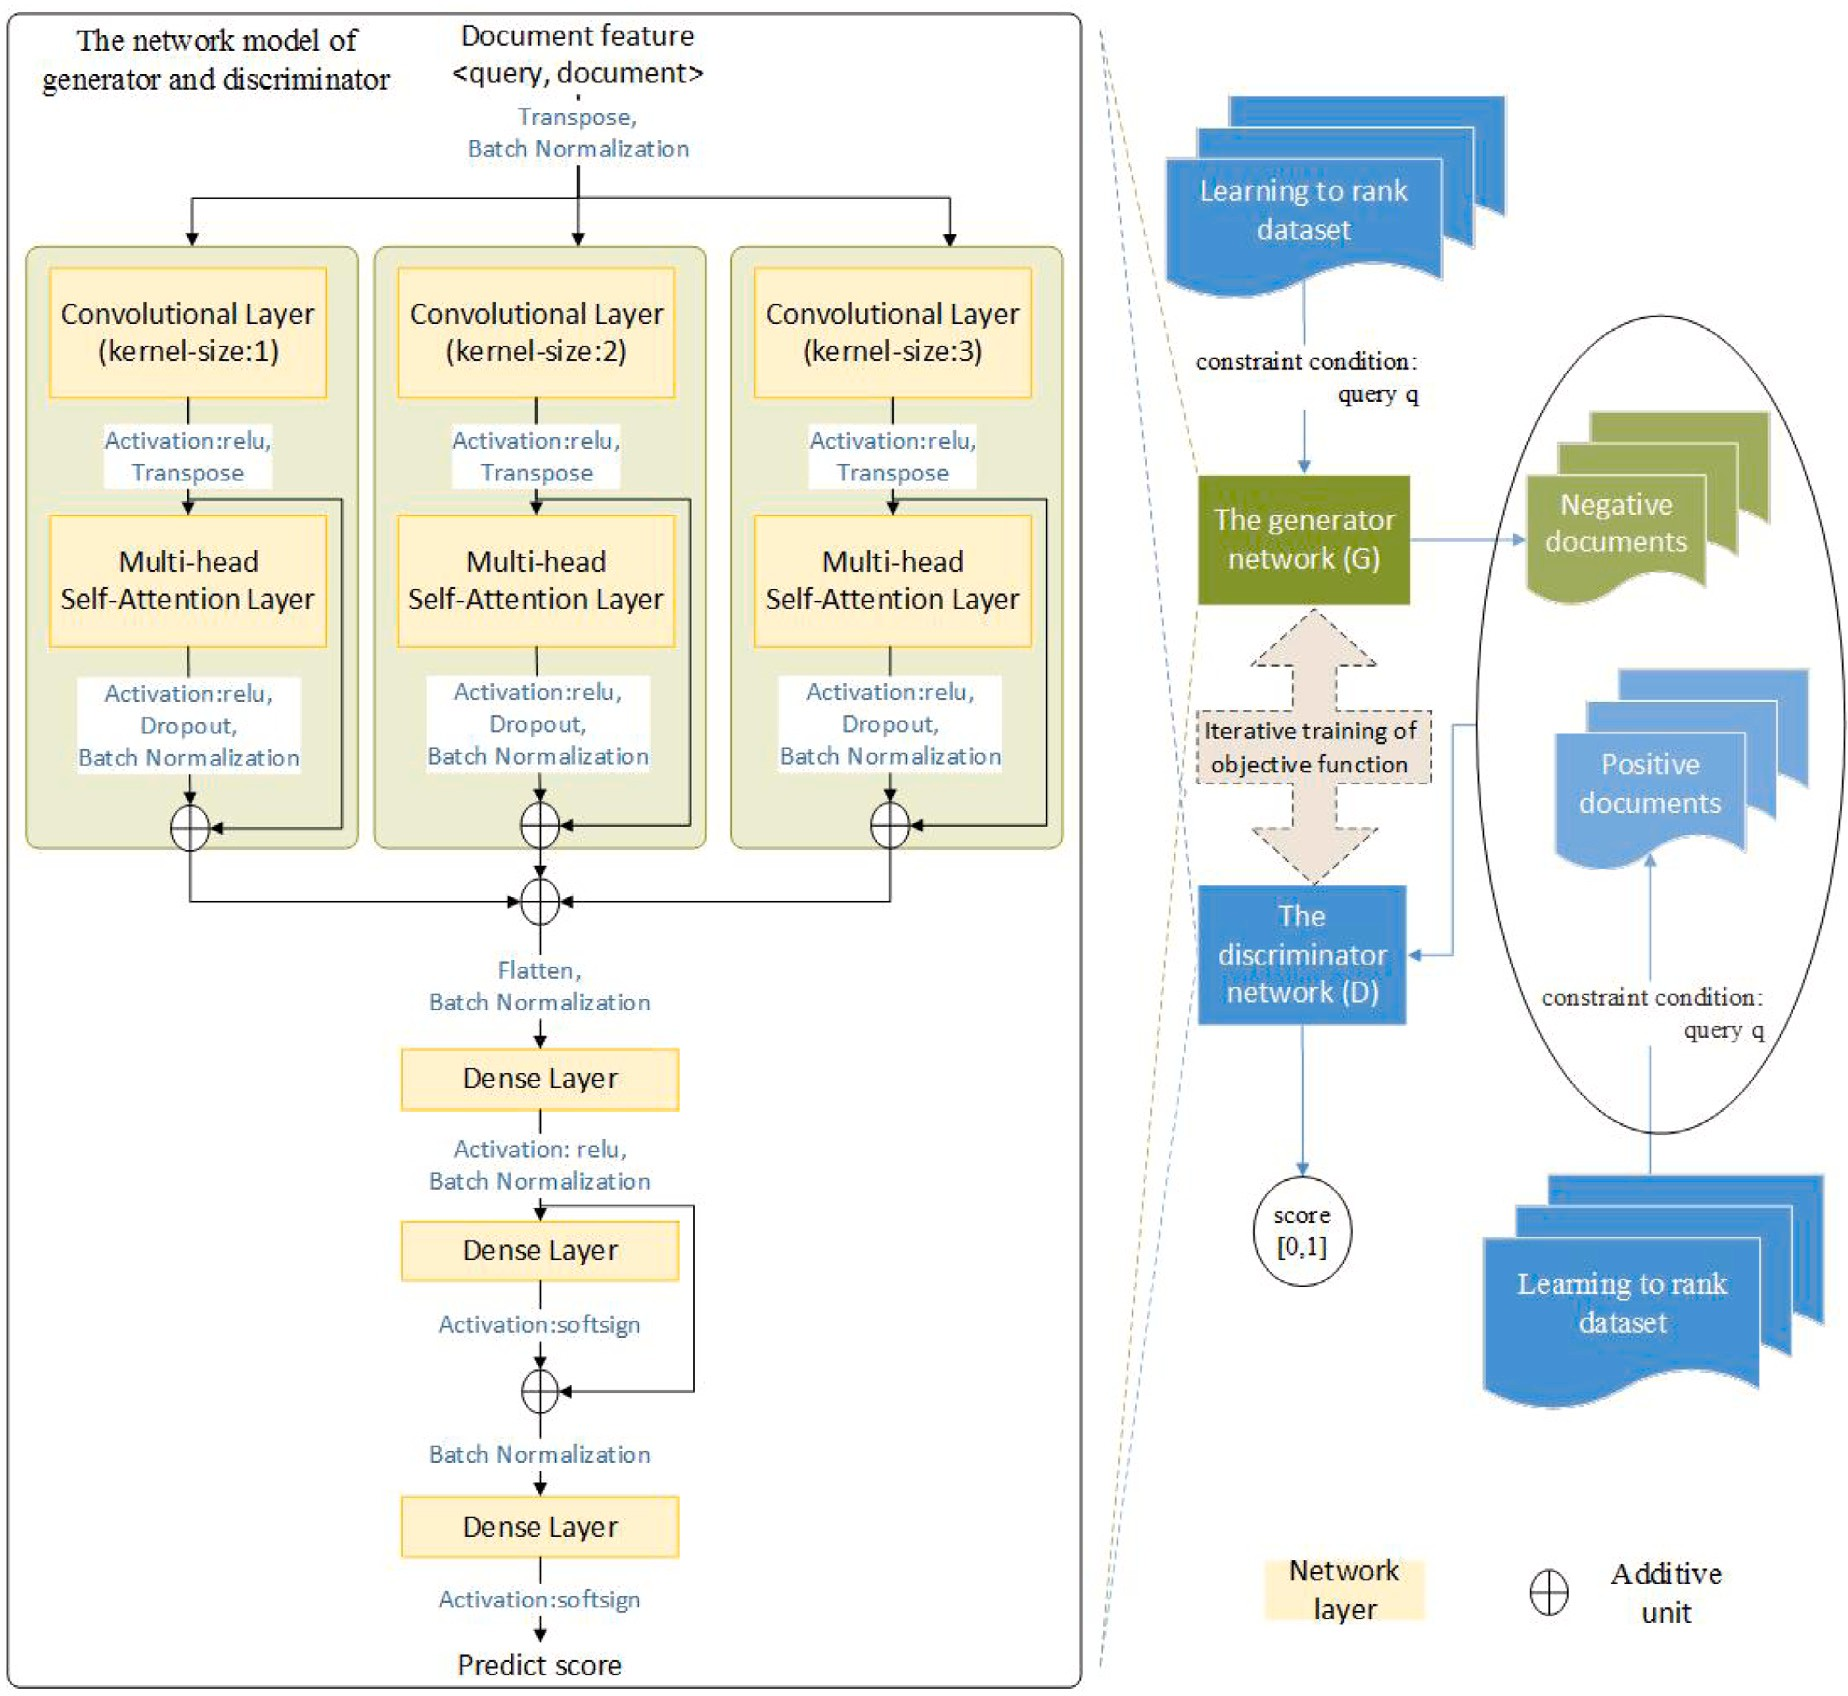 The network model of
generator and discriminator
Document feature
<query, document>
Transpose,
Batch Normalization
Convolutional Layer
(kernel-size:1)
Activation:relu,
Transpose
Multi-head
Self-Attention Layer
Activation:relu,
Dropout,
Batch Normalization
Convolutional Layer
(kernel-size:2)
Activation:relu,
Transpose
Multi-head
Self-Attention Layer
Activation:relu,
Dropout,
Batch Normalization
Convolutional Layer
(kernel-size:3)
Activation:relu,
Transpose
Multi-head
Self-Attention Layer
Activation:relu,
Dropout,
Batch Normalization
Flatten,
Batch Normalization
Dense Layer
Activation: relu,
Batch Normalization
Dense Layer
Activation:softsign
Batch Normalization
Dense Layer
Activation:softsign
Predict score
Learning to rank
dataset
constraint condition:
query q
The generator
network (G)
Negative
documents
Iterative training of
objective function
Positive
documents
The
discriminator
network (D)
constraint condition:
query q
score
[0,1]
Learning to rank
dataset
Network
layer
Additive
unit